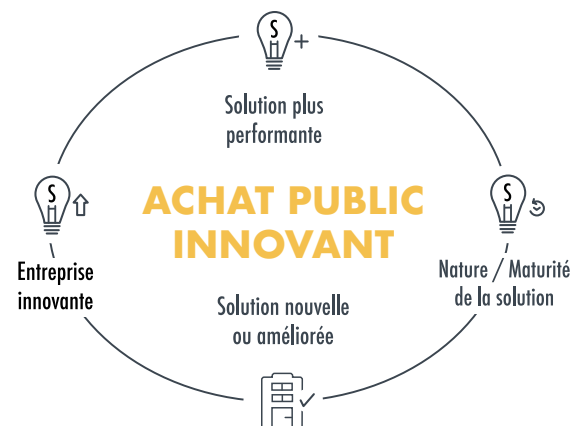 S
Solution plus
performante
S
S
ACHAT PUBLIC
INNOVANT
Entreprise
innovante
Nature / Maturité
de la solution
Solution nouvelle
ou améliorée